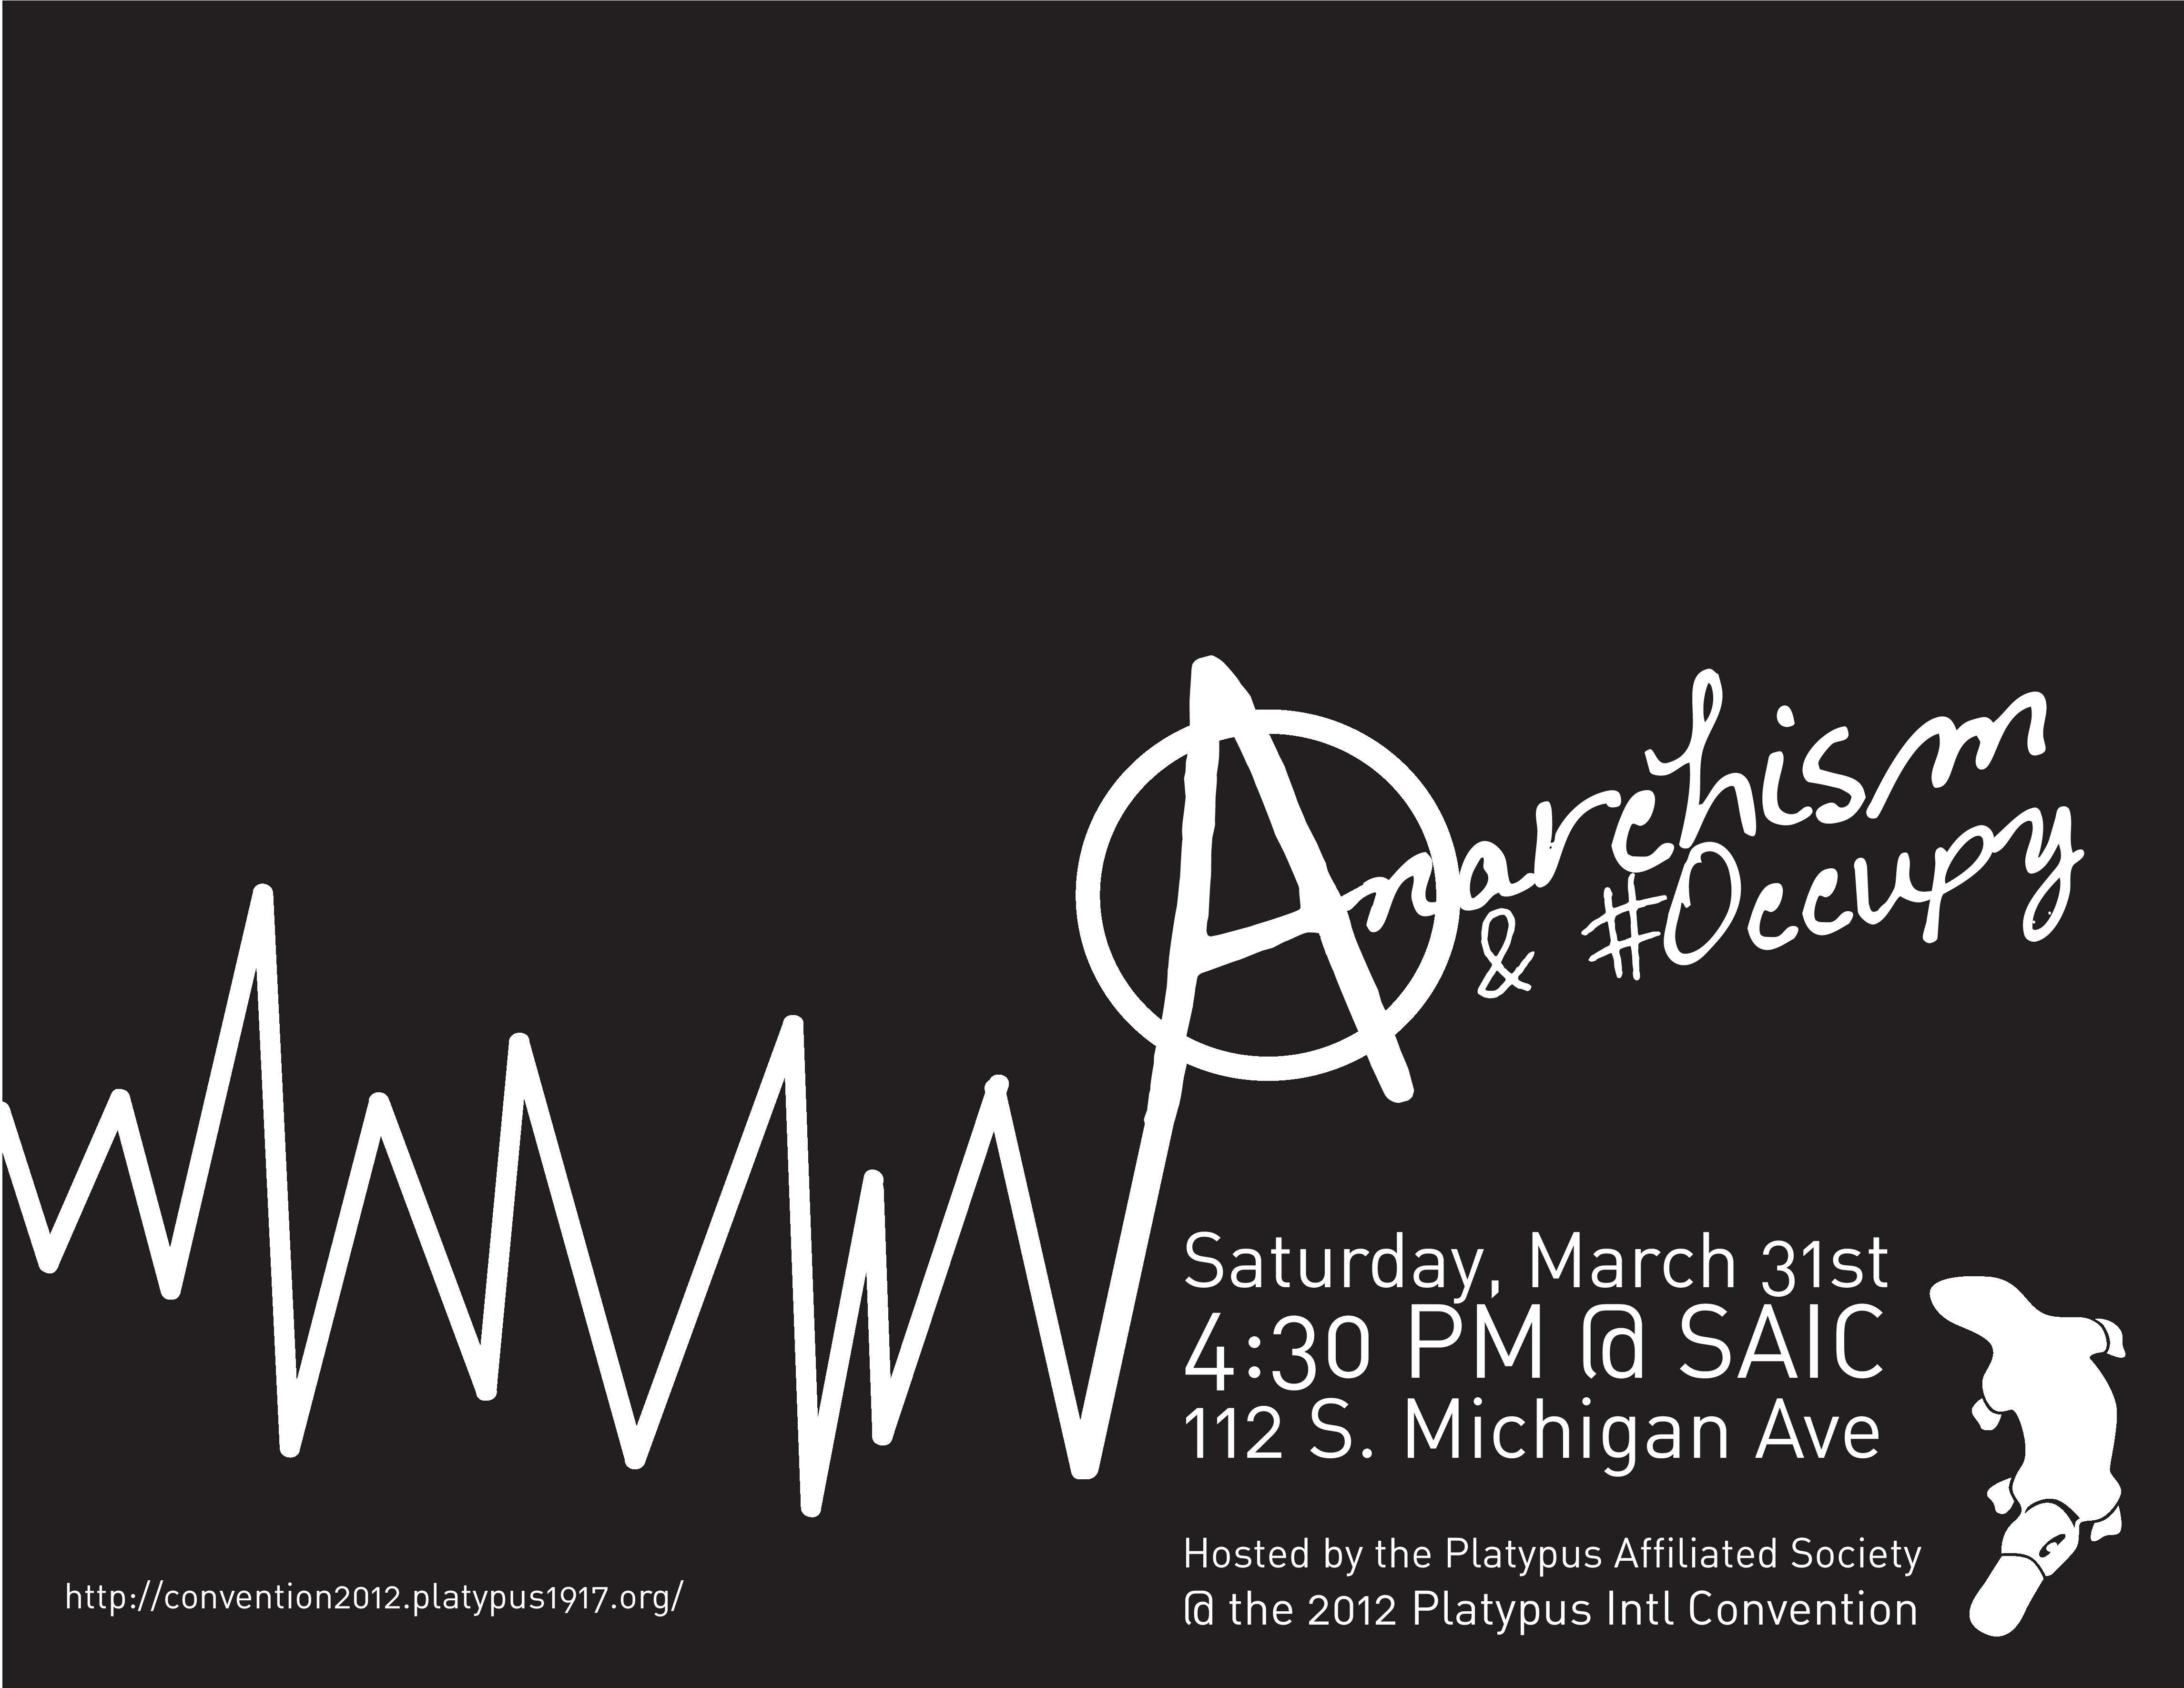 Anarchism
& #Occupy
Saturday, March 31st
4:30 PM @ SAIC
112 S. Michigan Ave
Hosted by the Platypus Affiliated Society
@ the 2012 Platypus Intl Convention
http://convention2012.platypus1917.org/